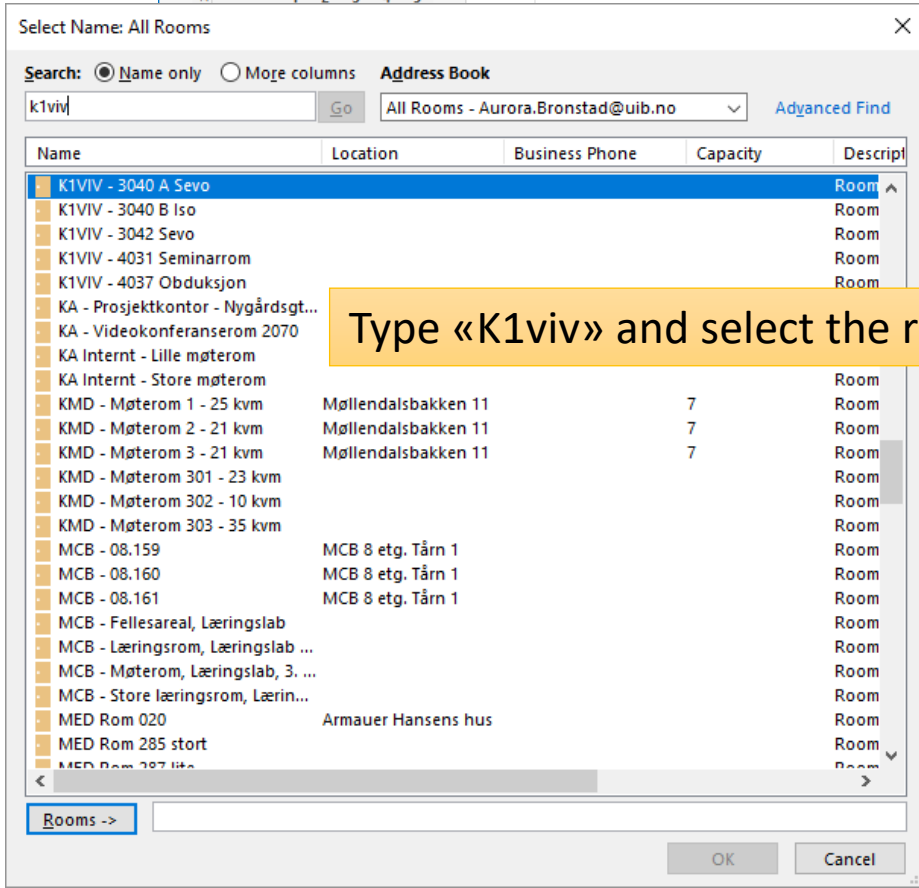 Select Name: All Rooms
Search: Name only More columns Address Book
k1viv Go All Rooms - Aurora.Bronstad@uib.no Advanced Find
Name Location Business Phone Capacity Descript
K1VIV - 3040 A Sevo Room
K1VIV - 3040 B Iso Room
K1VIV - 3042 Sevo Room
K1VIV - 4031 Seminarrom Room
K1VIV - 4037 Obduksjon Room
KA - Prosjektkontor - Nygårdsgt...
KA - Videokonferanserom 2070
Type «K1viv» and select the r
KA Internt - Lille møterom
KA Internt - Store møterom Room
KMD - Møterom 1 - 25 kvm Møllendalsbakken 11 7 Room
KMD - Møterom 2 - 21 kvm Møllendalsbakken 11 7 Room
KMD - Møterom 3 - 21 kvm Møllendalsbakken 11 7 Room
KMD - Møterom 301 - 23 kvm Room
KMD - Møterom 302 - 10 kvm Room
KMD - Møterom 303 - 35 kvm Room
MCB - 08.159 MCB 8 etg. Tårn 1 Room
MCB - 08.160 MCB 8 etg. Tårn 1 Room
MCB - 08.161 MCB 8 etg. Tårn 1 Room
MCB - Fellesareal, Læringslab Room
MCB - Læringsrom, Læringslab ... Room
MCB - Møterom, Læringslab, 3. ... Room
MCB - Store læringsrom, Lærin... Room
MED Rom 020 Armauer Hansens hus Room
MED Rom 285 stort Room
MED Rom 287 lite Room
Rooms ->
OK Cancel